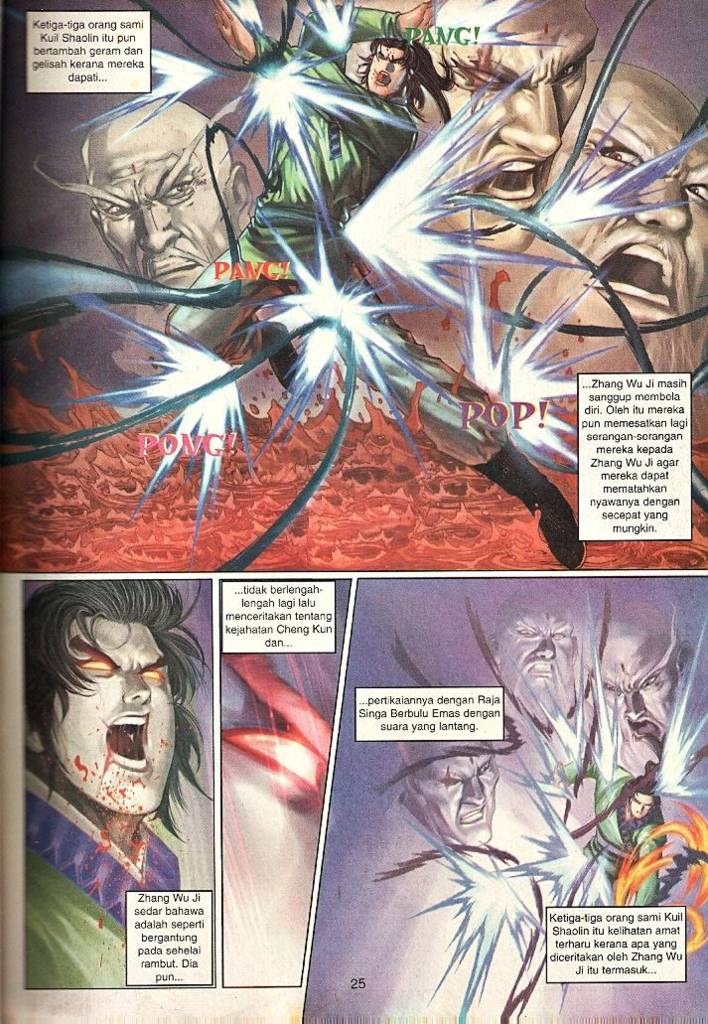 Ketiga-tiga orang sami
Kuil Shaolin itu pun
bertambah geram dan
gelisah kerana mereka
dapati...
PANG!
PANG!
PONG!
POP!
...Zhang Wu Ji masih
sanggup membola
diri. Oleh itu mereka
pun memesatkan lagi
serangan-serangan
mereka kepada
Zhang Wu Ji agar
mereka dapat
mematahkan
nyawanya dengan
secepat yang
mungkin.
Zhang Wu Ji
sedar bahawa
adalah seperti
bergantung
pada sehelai
rambut. Dia
pun...
...tidak berlengah-
lengah lagi lalu
menceritakan tentang
kejahatan Cheng Kun
dan...
...pertikaiannya dengan Raja
Singa Berbulu Emas dengan
suara yang lantang.
Ketiga-tiga orang sami Kuil
Shaolin itu kelihatan amat
terharu kerana apa yang
diceritakan oleh Zhang Wu
Ji itu termasuk...
25